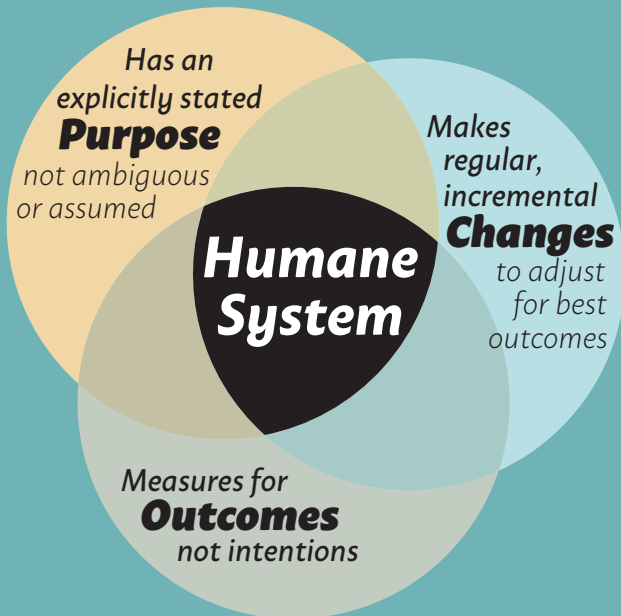 Has an
explicitly stated
Purpose
not ambiguous
or assumed
Makes
regular,
incremental
Changes
to adjust
for best
outcomes
Humane
System
Measures for
Outcomes
not intentions